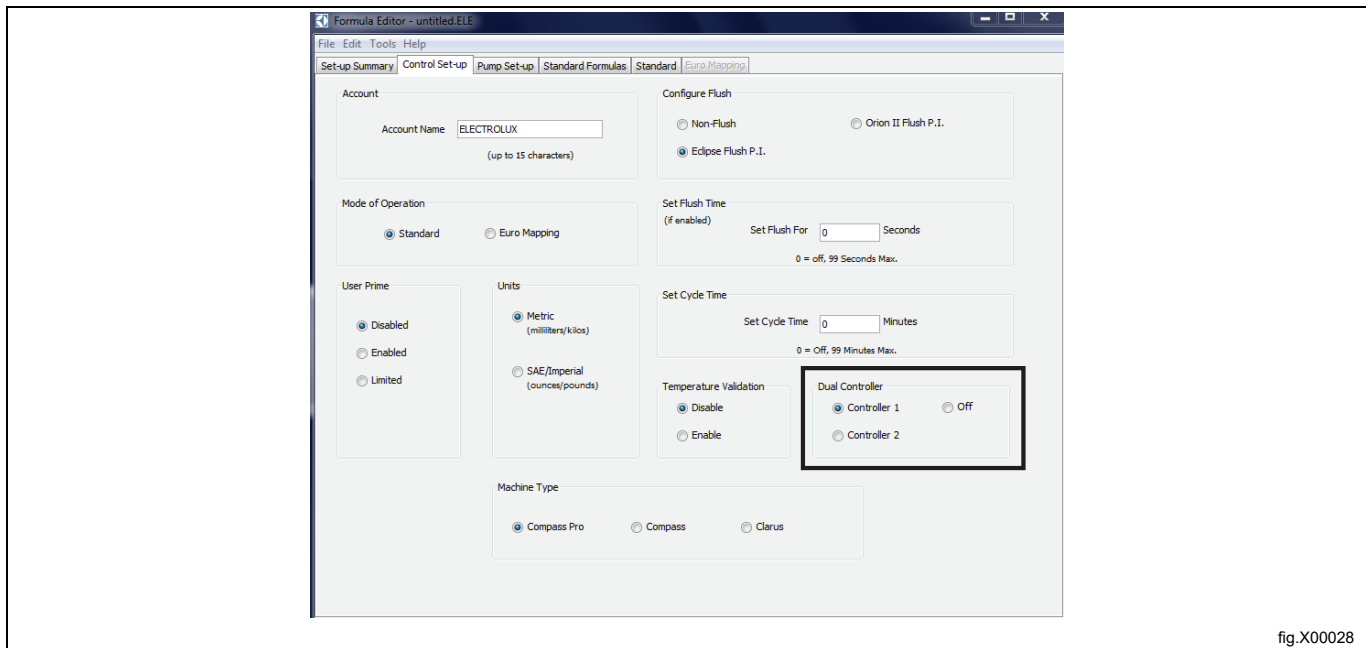 Formula Editor - untitled.ELE
File Edit Tools Help
Set-up Summary Control Set-up Pump Set-up Standard Formulas Standard Euro Mapping
Account
Account Name ELECTROLUX
(up to 15 characters)
Configure Flush
Non-Flush Orion II Flush P.I.
Eclipse Flush P.I.
Mode of Operation
Standard Euro Mapping
Set Flush Time
(if enabled)
Set Flush For 0 Seconds
0 = off, 99 Seconds Max.
User Prime
Disabled
Enabled
Limited
Units
Metric
(milliliters/kilos)
SAE/Imperial
(ounces/pounds)
Set Cycle Time
Set Cycle Time 0 Minutes
0 = Off, 99 Minutes Max.
Temperature Validation
Disable
Enable
Dual Controller
Controller 1 Off
Controller 2
Machine Type
Compass Pro Compass Clarus
fig.X00028